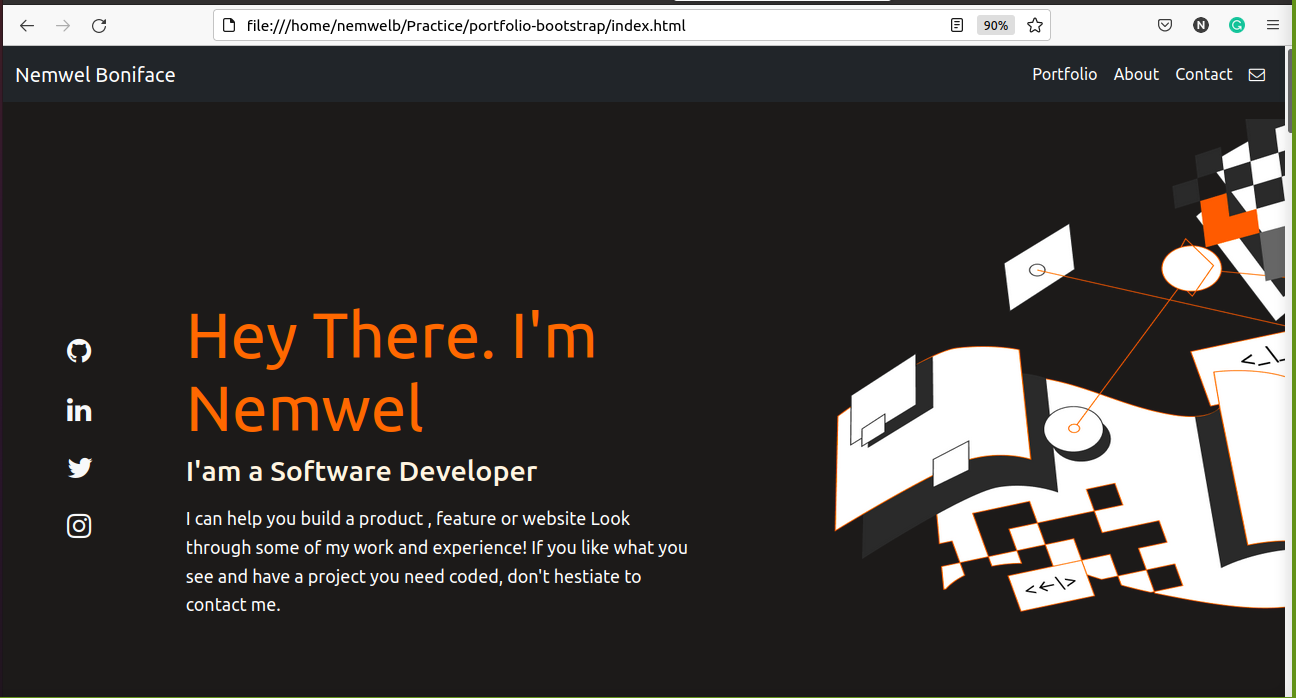 file:///home/nemwelb/Practice/portfolio-bootstrap/index.html
90%
N
G
Nemwel Boniface
Portfolio About Contact
<_\_
Hey There. I'm
Nemwel
in
I'am a Software Developer
I can help you build a product , feature or website Look
through some of my work and experience! If you like what you
see and have a project you need coded, don't hestiate to
contact me.
<←\>